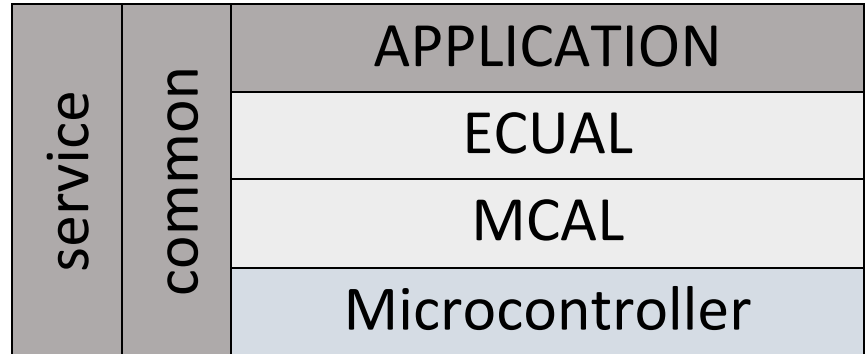 service
common
APPLICATION
ECUAL
MCAL
Microcontroller